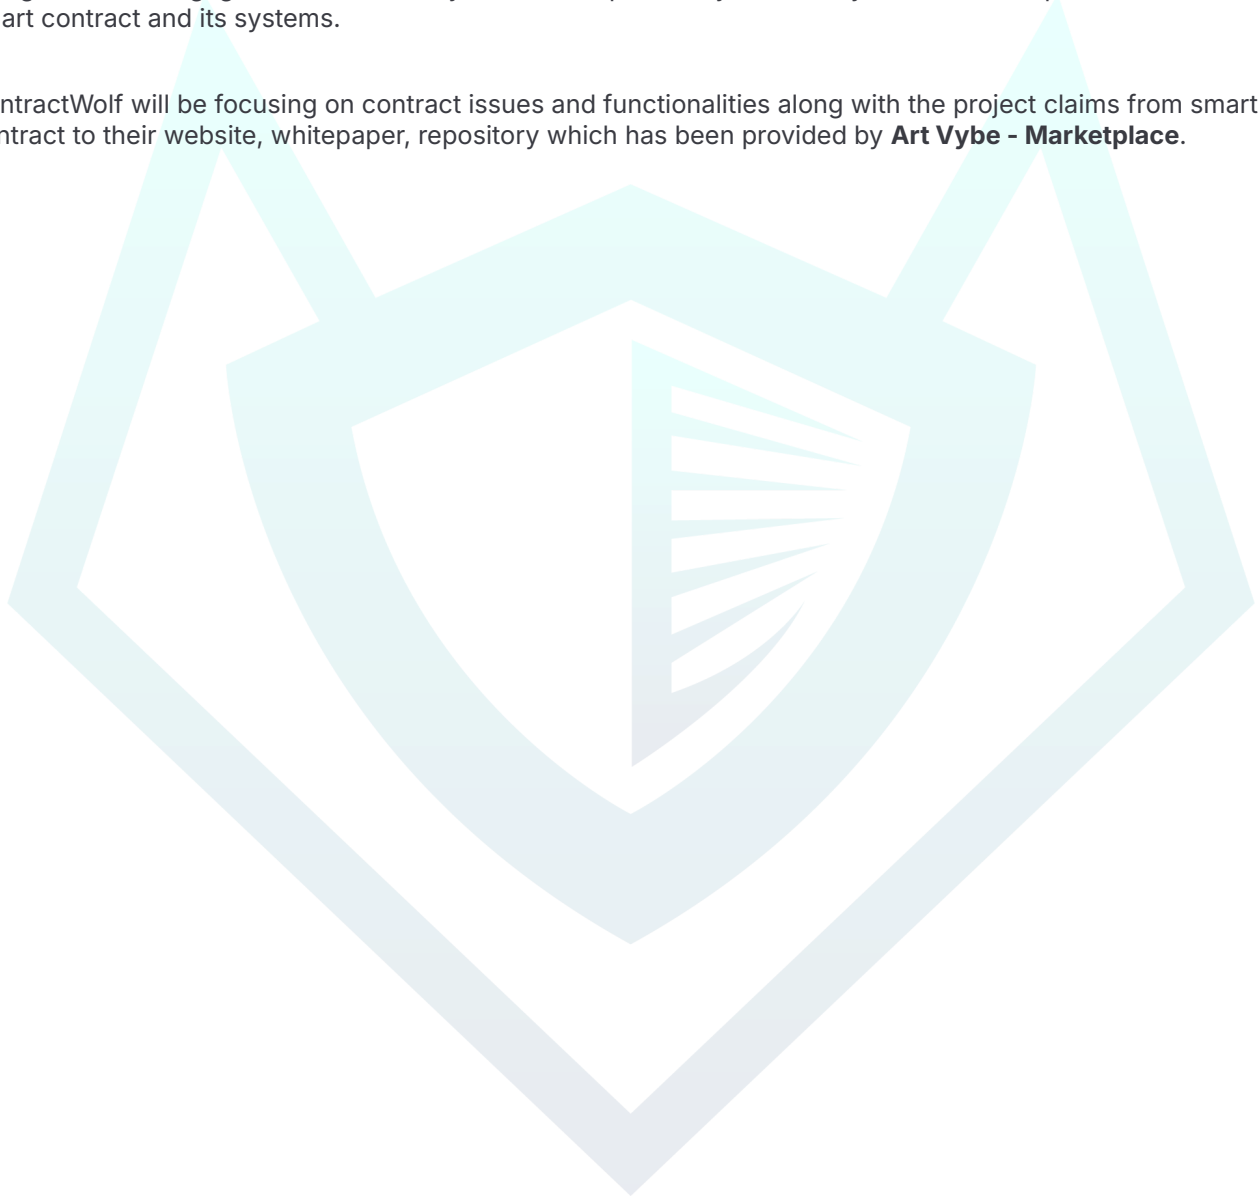 art contract and its systems.
ntractWolf will be focusing on contract issues and functionalities along with the project claims from smart
ntract to their website, whitepaper, repository which has been provided by Art Vybe - Marketplace.